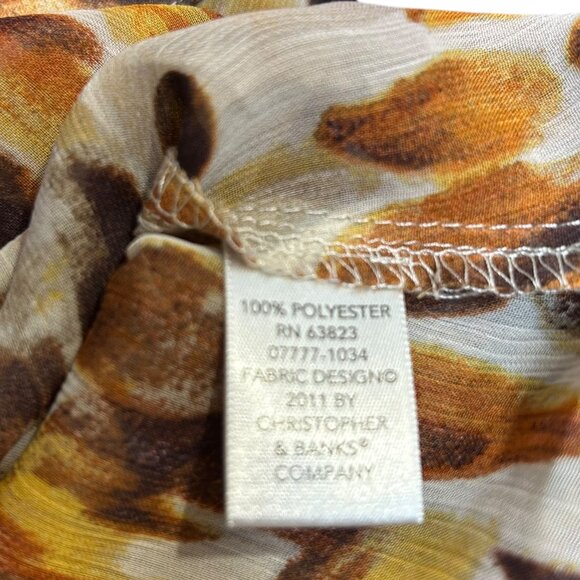 100% POLYESTER
RN 63823
07777-1034
FABRIC DESIGN©
2011 BY
CHRISTOPHER
& BANKS®
COMPANY